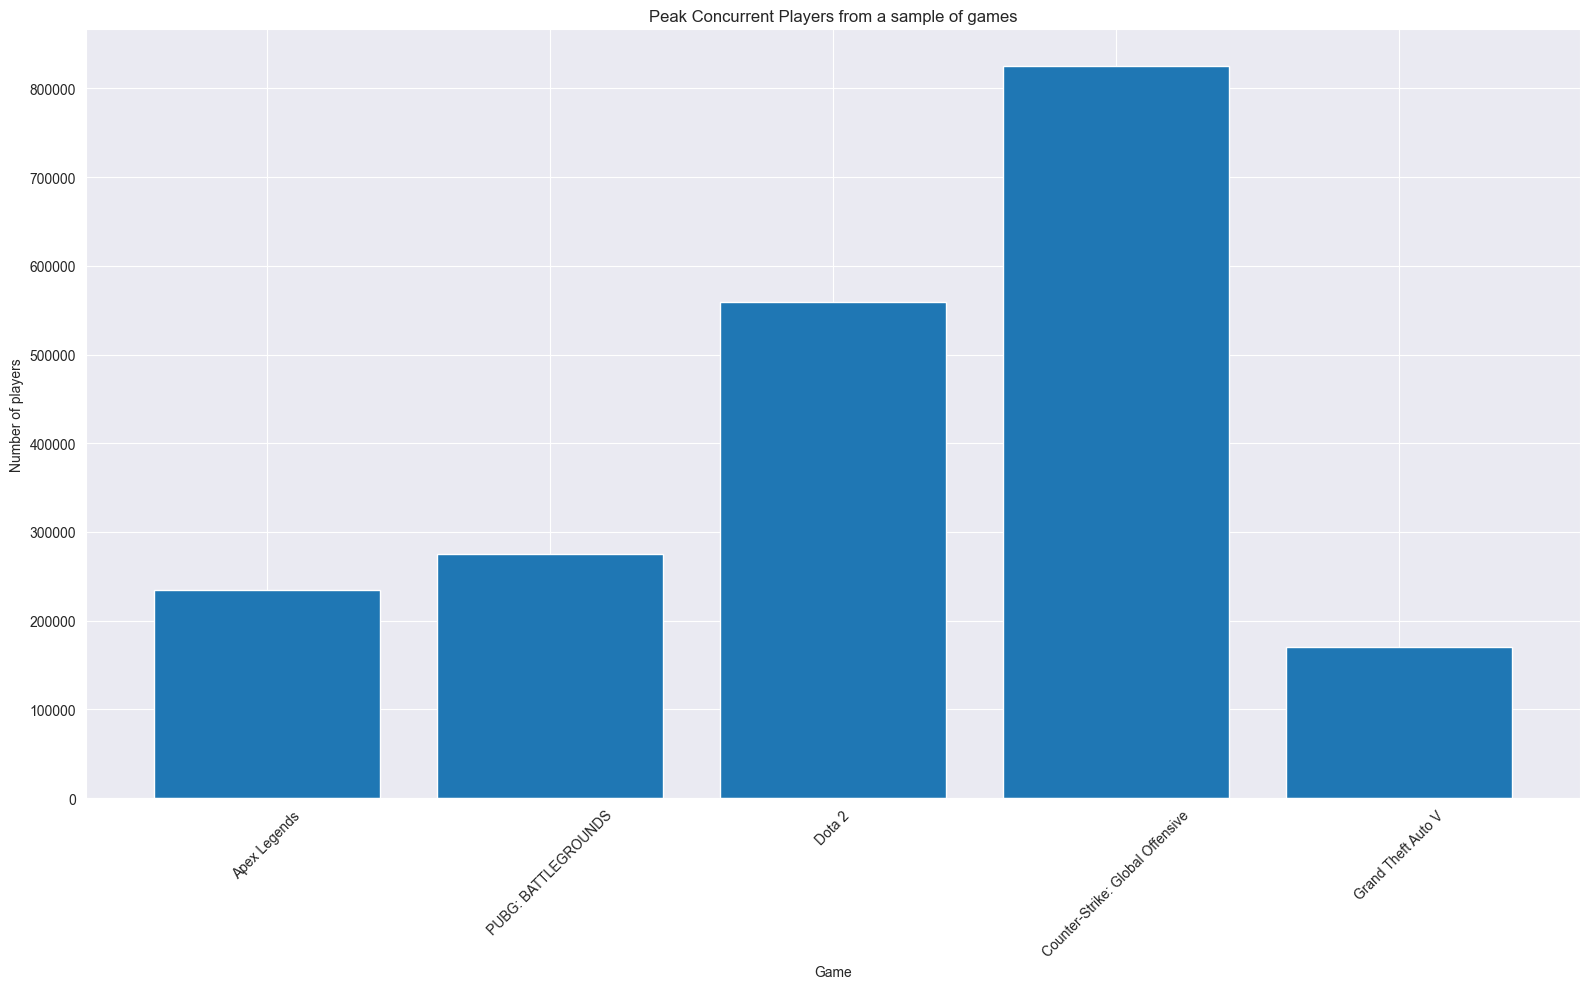 Peak Concurrent Players from a sample of games
Number of players
800000
700000
600000
500000
400000
300000
200000
100000
0
Apex Legends
PUBG: BATTLEGROUNDS
Dota 2
Counter-Strike: Global Offensive
Grand Theft Auto V
Game